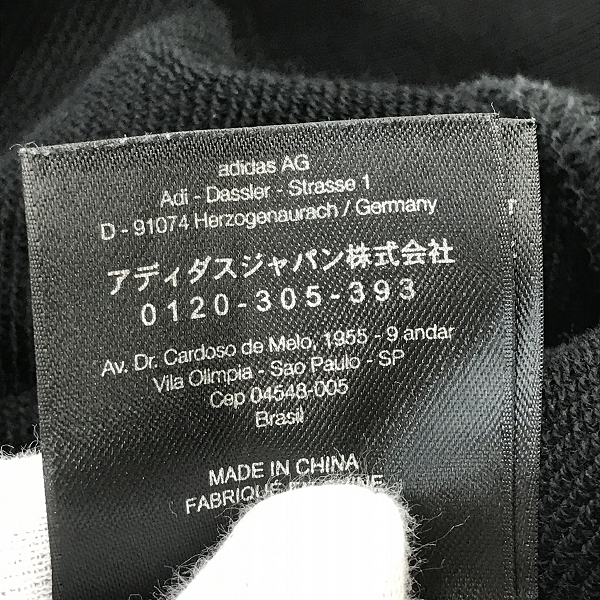 adidas AG
Adi - Dassler - Strasse 1
D - 91074 Herzogenaurach / Germany
アディダスジャパン株式会社
0120-305-393
Av. Dr. Cardoso de Melo, 1955 - 9 andar
Vila Olimpia - Sao Paulo - SP
Cep 04548-005
Brasil
MADE IN CHINA
FABRIQUÉ